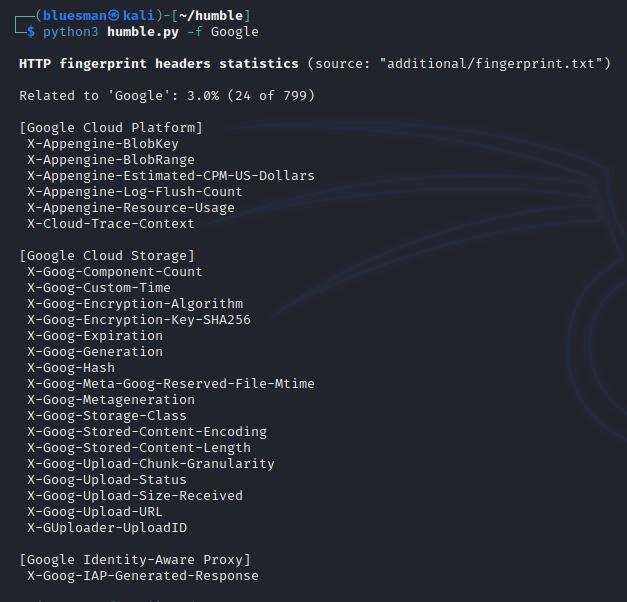 ┌──(bluesman㉿kali)-[~/humble]
└─$ python3 humble.py -f Google
HTTP fingerprint headers statistics (source: "additional/fingerprint.txt")
Related to 'Google': 3.0% (24 of 799)
[Google Cloud Platform]
X-Appengine-BlobKey
X-Appengine-BlobRange
X-Appengine-Estimated-CPM-US-Dollars
X-Appengine-Log-Flush-Count
X-Appengine-Resource-Usage
X-Cloud-Trace-Context
[Google Cloud Storage]
X-Goog-Component-Count
X-Goog-Custom-Time
X-Goog-Encryption-Algorithm
X-Goog-Encryption-Key-SHA256
X-Goog-Expiration
X-Goog-Generation
X-Goog-Hash
X-Goog-Meta-Goog-Reserved-File-Mtime
X-Goog-Metageneration
X-Goog-Storage-Class
X-Goog-Stored-Content-Encoding
X-Goog-Stored-Content-Length
X-Goog-Upload-Chunk-Granularity
X-Goog-Upload-Status
X-Goog-Upload-Size-Received
X-Goog-Upload-URL
X-GUploader-UploadID
[Google Identity-Aware Proxy]
X-Goog-IAP-Generated-Response